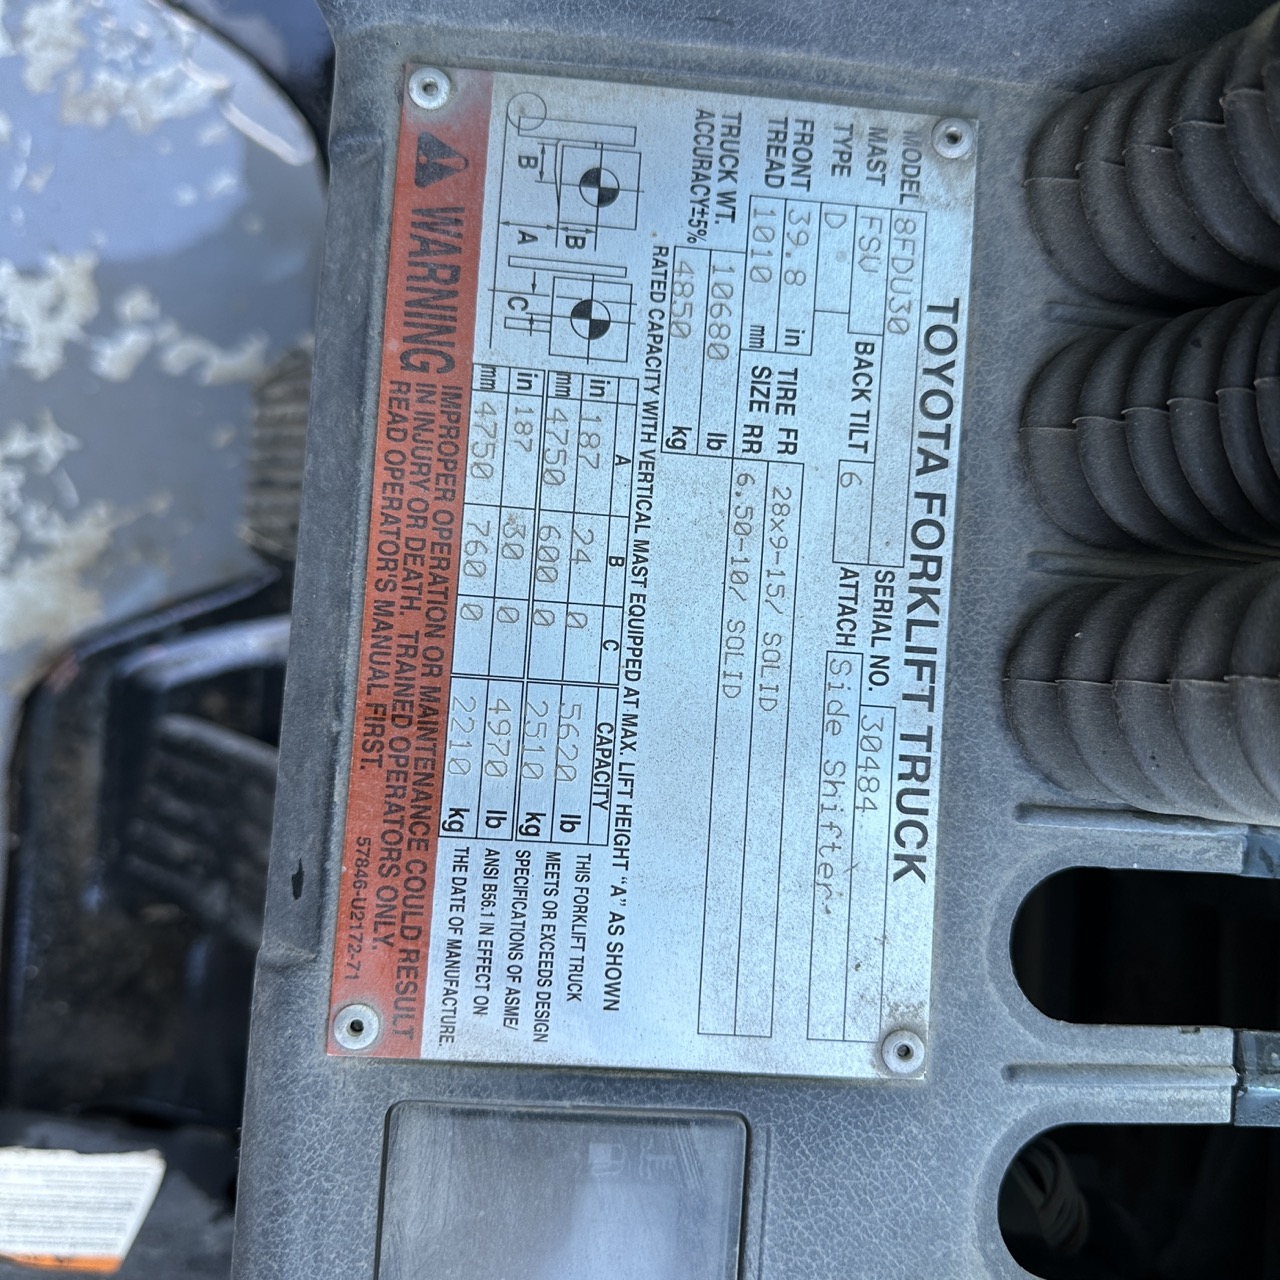 TOYOTA FORKLIFT TRUCK
MODEL 8FDU30 SERIAL NO. 30484
MAST FSV BACK TILT 6 ATTACH Side Shifter
TYPE D
FRONT 39.8 in TIRE FR 28x9-15/ SOLID
TREAD 1010 mm SIZE RR 6.50-10/ SOLID
TRUCK WT. 10680 lb
ACCURACY±5% 4850 kg
RATED CAPACITY WITH VERTICAL MAST EQUIPPED AT MAX. LIFT HEIGHT "A" AS SHOWN
A B C CAPACITY
in 187 24 0 5620 lb
mm 4750 600 0 2510 kg
in 187 30 0 4970 lb
mm 4750 760 0 2210 kg
B A B C
THIS FORKLIFT TRUCK
MEETS OR EXCEEDS DESIGN
SPECIFICATIONS OF ASME/
ANSI B56.1 IN EFFECT ON
THE DATE OF MANUFACTURE.
WARNING
IMPROPER OPERATION OR MAINTENANCE COULD RESULT
IN INJURY OR DEATH. TRAINED OPERATORS ONLY.
READ OPERATOR'S MANUAL FIRST.
57846-U2172-71